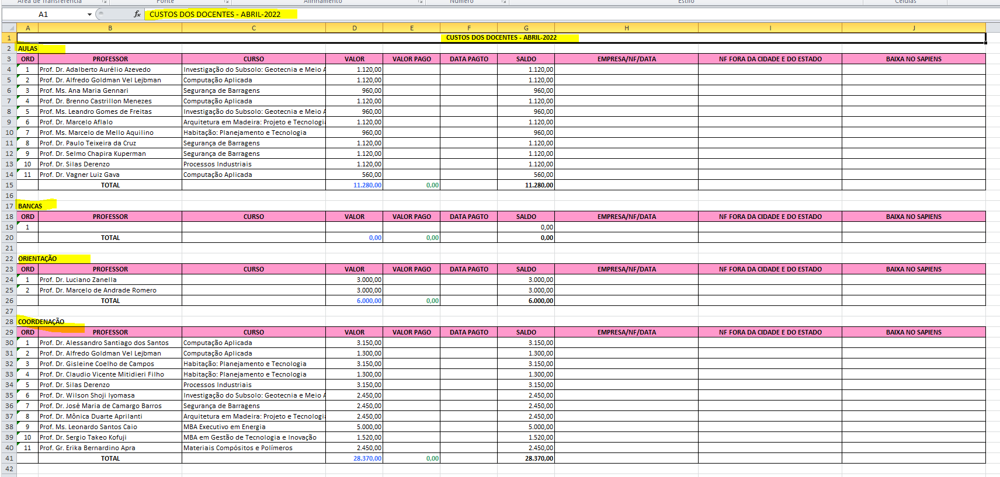 Área de Transferência Fonte Alinhamento Número Estilo Células
A1 fx CUSTOS DOS DOCENTES - ABRIL-2022
A B C D E F G H I J
1 CUSTOS DOS DOCENTES - ABRIL-2022
2 AULAS
3 ORD PROFESSOR CURSO VALOR VALOR PAGO DATA PAGTO SALDO EMPRESA/NF/DATA NF FORA DA CIDADE E DO ESTADO BAIXA NO SAPIENS
4 1 Prof. Dr. Adalberto Aurélio Azevedo Investigação do Subsolo: Geotecnia e Meio A 1.120,00 1.120,00
5 2 Prof. Dr. Alfredo Goldman Vel Lejbman Computação Aplicada 1.120,00 1.120,00
6 3 Prof. Ms. Ana Maria Gennari Segurança de Barragens 960,00 960,00
7 4 Prof. Dr. Brenno Castrillon Menezes Computação Aplicada 1.120,00 1.120,00
8 5 Prof. Ms. Leandro Gomes de Freitas Investigação do Subsolo: Geotecnia e Meio A 960,00 960,00
9 6 Prof. Dr. Marcelo Aflalo Arquitetura em Madeira: Projeto e Tecnologi 1.120,00 1.120,00
10 7 Prof. Ms. Marcelo de Mello Aquilino Habitação: Planejamento e Tecnologia 960,00 960,00
11 8 Prof. Dr. Paulo Teixeira da Cruz Segurança de Barragens 1.120,00 1.120,00
12 9 Prof. Dr. Selmo Chapira Kuperman Segurança de Barragens 1.120,00 1.120,00
13 10 Prof. Dr. Silas Derenzo Processos Industriais 1.120,00 1.120,00
14 11 Prof. Dr. Vagner Luiz Gava Computação Aplicada 560,00 560,00
15 TOTAL 11.280,00 0,00 11.280,00
16
17 BANCAS
18 ORD PROFESSOR CURSO VALOR VALOR PAGO DATA PAGTO SALDO EMPRESA/NF/DATA NF FORA DA CIDADE E DO ESTADO BAIXA NO SAPIENS
19 1 0,00
20 TOTAL 0,00 0,00 0,00
21
22 ORIENTAÇÃO
23 ORD PROFESSOR CURSO VALOR VALOR PAGO DATA PAGTO SALDO EMPRESA/NF/DATA NF FORA DA CIDADE E DO ESTADO BAIXA NO SAPIENS
24 1 Prof. Dr. Luciano Zanella 3.000,00 3.000,00
25 2 Prof. Dr. Marcelo de Andrade Romero 3.000,00 3.000,00
26 TOTAL 6.000,00 0,00 6.000,00
27
28 COORDENAÇÃO
29 ORD PROFESSOR CURSO VALOR VALOR PAGO DATA PAGTO SALDO EMPRESA/NF/DATA NF FORA DA CIDADE E DO ESTADO BAIXA NO SAPIENS
30 1 Prof. Dr. Alessandro Santiago dos Santos Computação Aplicada 3.150,00 3.150,00
31 2 Prof. Dr. Alfredo Goldman Vel Lejbman Computação Aplicada 1.300,00 1.300,00
32 3 Prof. Dr. Gisleine Coelho de Campos Habitação: Planejamento e Tecnologia 3.150,00 3.150,00
33 4 Prof. Dr. Claudio Vicente Mitidieri Filho Habitação: Planejamento e Tecnologia 1.300,00 1.300,00
34 5 Prof. Dr. Silas Derenzo Processos Industriais 3.150,00 3.150,00
35 6 Prof. Dr. Wilson Shoji Iyomasa Investigação do Subsolo: Geotecnia e Meio A 2.450,00 2.450,00
36 7 Prof. Dr. José Maria de Camargo Barros Segurança de Barragens 2.450,00 2.450,00
37 8 Prof. Dr. Mônica Duarte Aprilanti Arquitetura em Madeira: Projeto e Tecnologi 2.450,00 2.450,00
38 9 Prof. Ms. Leonardo Santos Caio MBA Executivo em Energia 5.000,00 5.000,00
39 10 Prof. Dr. Sergio Takeo Kofuji MBA em Gestão de Tecnologia e Inovação 1.520,00 1.520,00
40 11 Prof. Gr. Erika Bernardino Apra Materiais Compósitos e Polímeros 2.450,00 2.450,00
41 TOTAL 28.370,00 0,00 28.370,00
42